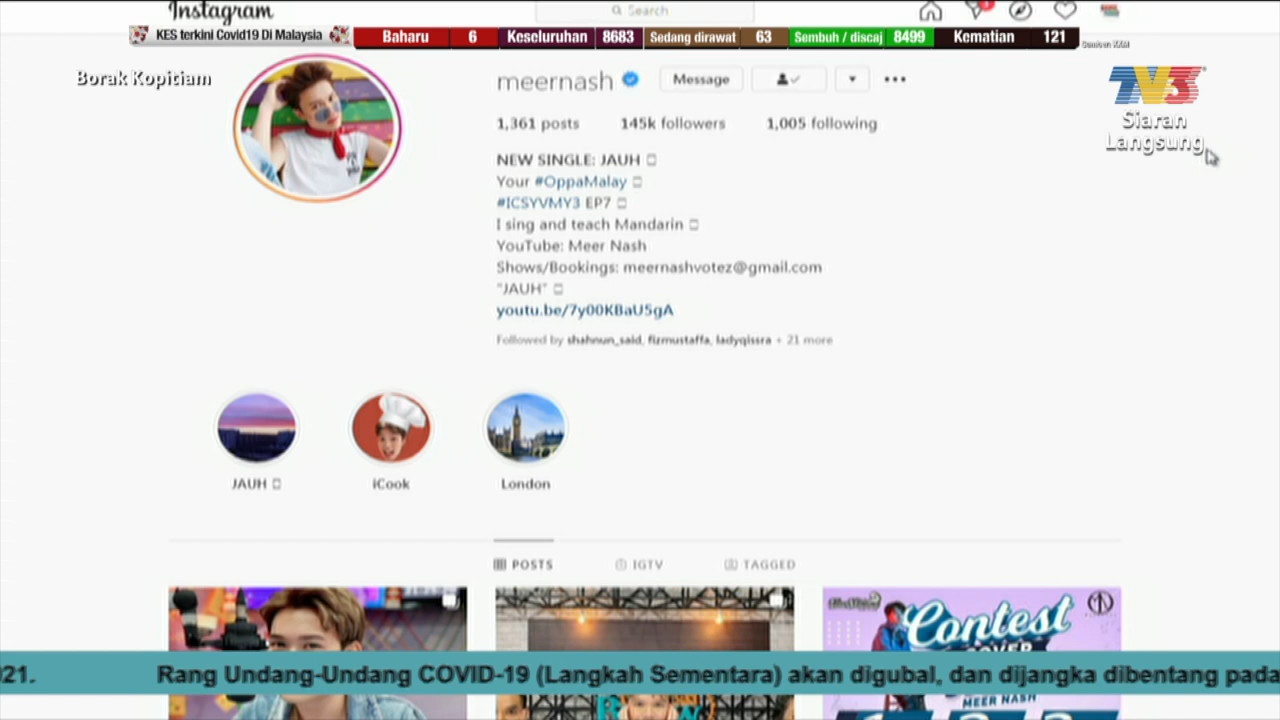 Instagram
Search
KES terkini Covid19 Di Malaysia Baharu 6 Keseluruhan 8683 Sedang dirawat 63 Sembuh / discaj 8499 Kematian 121
Sumber: KKM
Borak Kopitiam
TV3
Siaran
Langsung
meernash Message
1,361 posts 145k followers 1,005 following
NEW SINGLE: JAUH
Your #OppaMalay
#ICSYVMY3 EP7
I sing and teach Mandarin
YouTube: Meer Nash
Shows/Bookings: meernashvotez@gmail.com
"JAUH"
youtu.be/7y00KBaU5gA
Followed by shahnun_said, fizmustaffa, ladyqissra • 21 more
JAUH iCook London
POSTS IGTV TAGGED
Contest
COVER
021. Rang Undang-Undang COVID-19 (Langkah Sementara) akan digubal, dan dijangka dibentang pada
MEER NASH